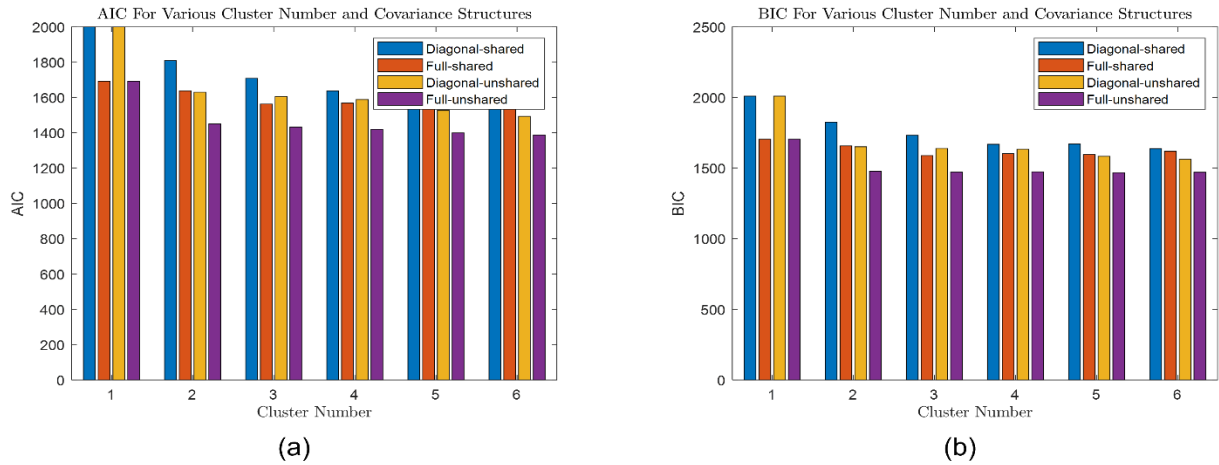 AIC For Various Cluster Number and Covariance Structures
2000
1800
1600
1400
1200
1000
800
600
400
200
0
AIC
Diagonal-shared
Full-shared
Diagonal-unshared
Full-unshared
1 2 3 4 5 6
Cluster Number
(a)
BIC For Various Cluster Number and Covariance Structures
2500
2000
1500
1000
500
0
BIC
Diagonal-shared
Full-shared
Diagonal-unshared
Full-unshared
1 2 3 4 5 6
Cluster Number
(b)